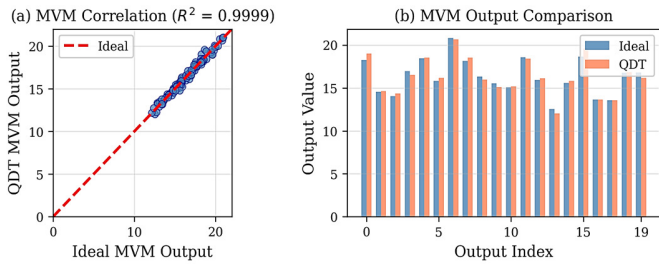 (a) MVM Correlation (R² = 0.9999)
Ideal
QDT MVM Output
20
15
10
5
0
0
10
20
Ideal MVM Output
(b) MVM Output Comparison
Ideal
QDT
Output Value
20
15
10
5
0
0
5
10
15
19
Output Index